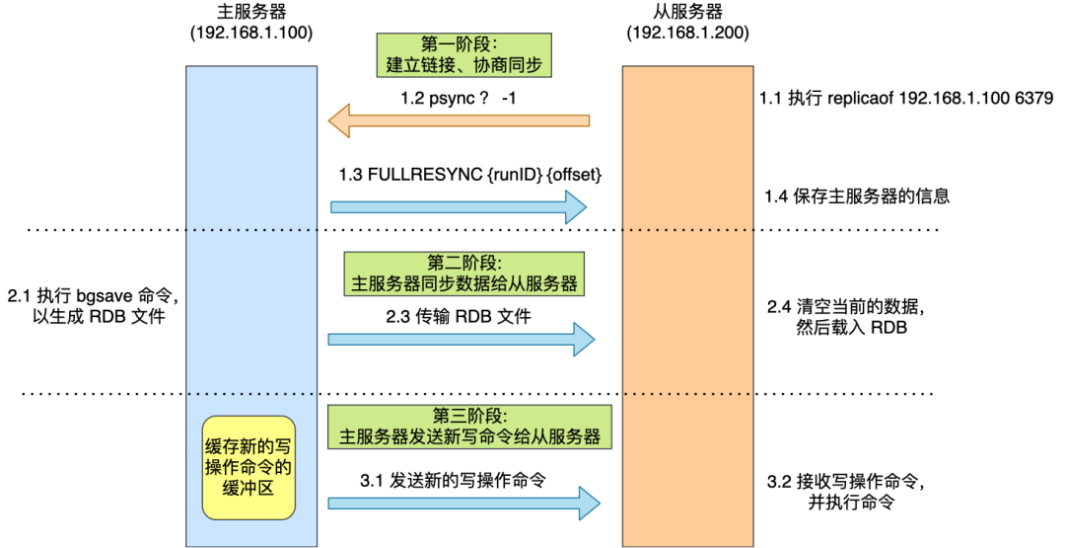 主服务器
(192.168.1.100)
从服务器
(192.168.1.200)
第一阶段：
建立链接、协商同步
1.1 执行 replicaof 192.168.1.100 6379
1.2 psync ？ -1
1.3 FULLRESYNC {runID} {offset}
1.4 保存主服务器的信息
第二阶段：
主服务器同步数据给从服务器
2.1 执行 bgsave 命令，
以生成 RDB 文件
2.3 传输 RDB 文件
2.4 清空当前的数据，
然后载入 RDB
第三阶段：
主服务器发送新写命令给从服务器
缓存新的写
操作命令的
缓冲区
3.1 发送新的写操作命令
3.2 接收写操作命令，
并执行命令